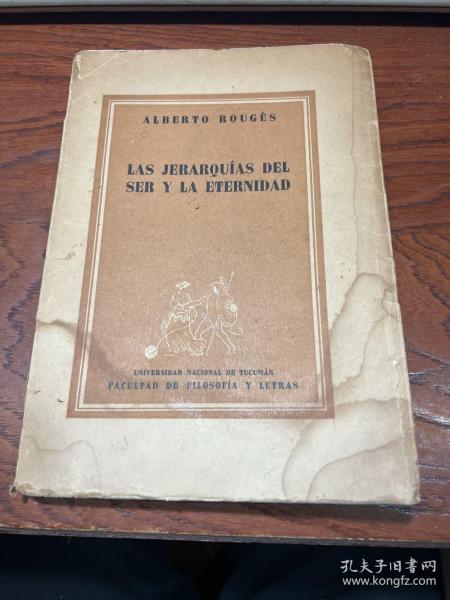 ALBERTO ROUGÈS
LAS JERARQUÍAS DEL
SER Y LA ETERNIDAD
UNIVERSIDAD NACIONAL DE TUCUMÁN
FACULTAD DE FILOSOFÍA Y LETRAS
孔夫子旧书网
www.kongfz.com